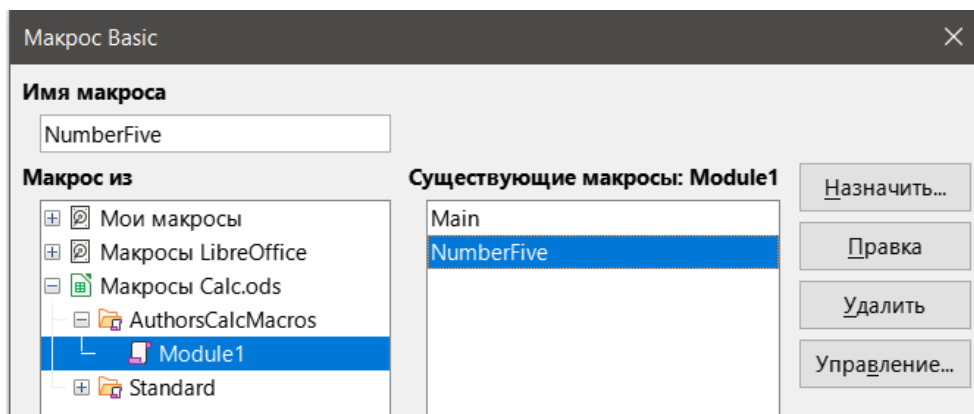 Макрос Basic
Имя макроса
NumberFive
Макрос из
Мои макросы
Макросы LibreOffice
Макросы Calc.ods
AuthorsCalcMacros
Module1
Standard
Существующие макросы: Module1
Main
NumberFive
Назначить...
Правка
Удалить
Управление...